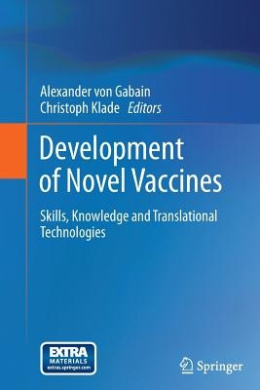 Alexander von Gabain
Christoph Klade Editors
Development
of Novel Vaccines
Skills, Knowledge and Translational
Technologies
EXTRA
MATERIALS
extras.springer.com
Springer